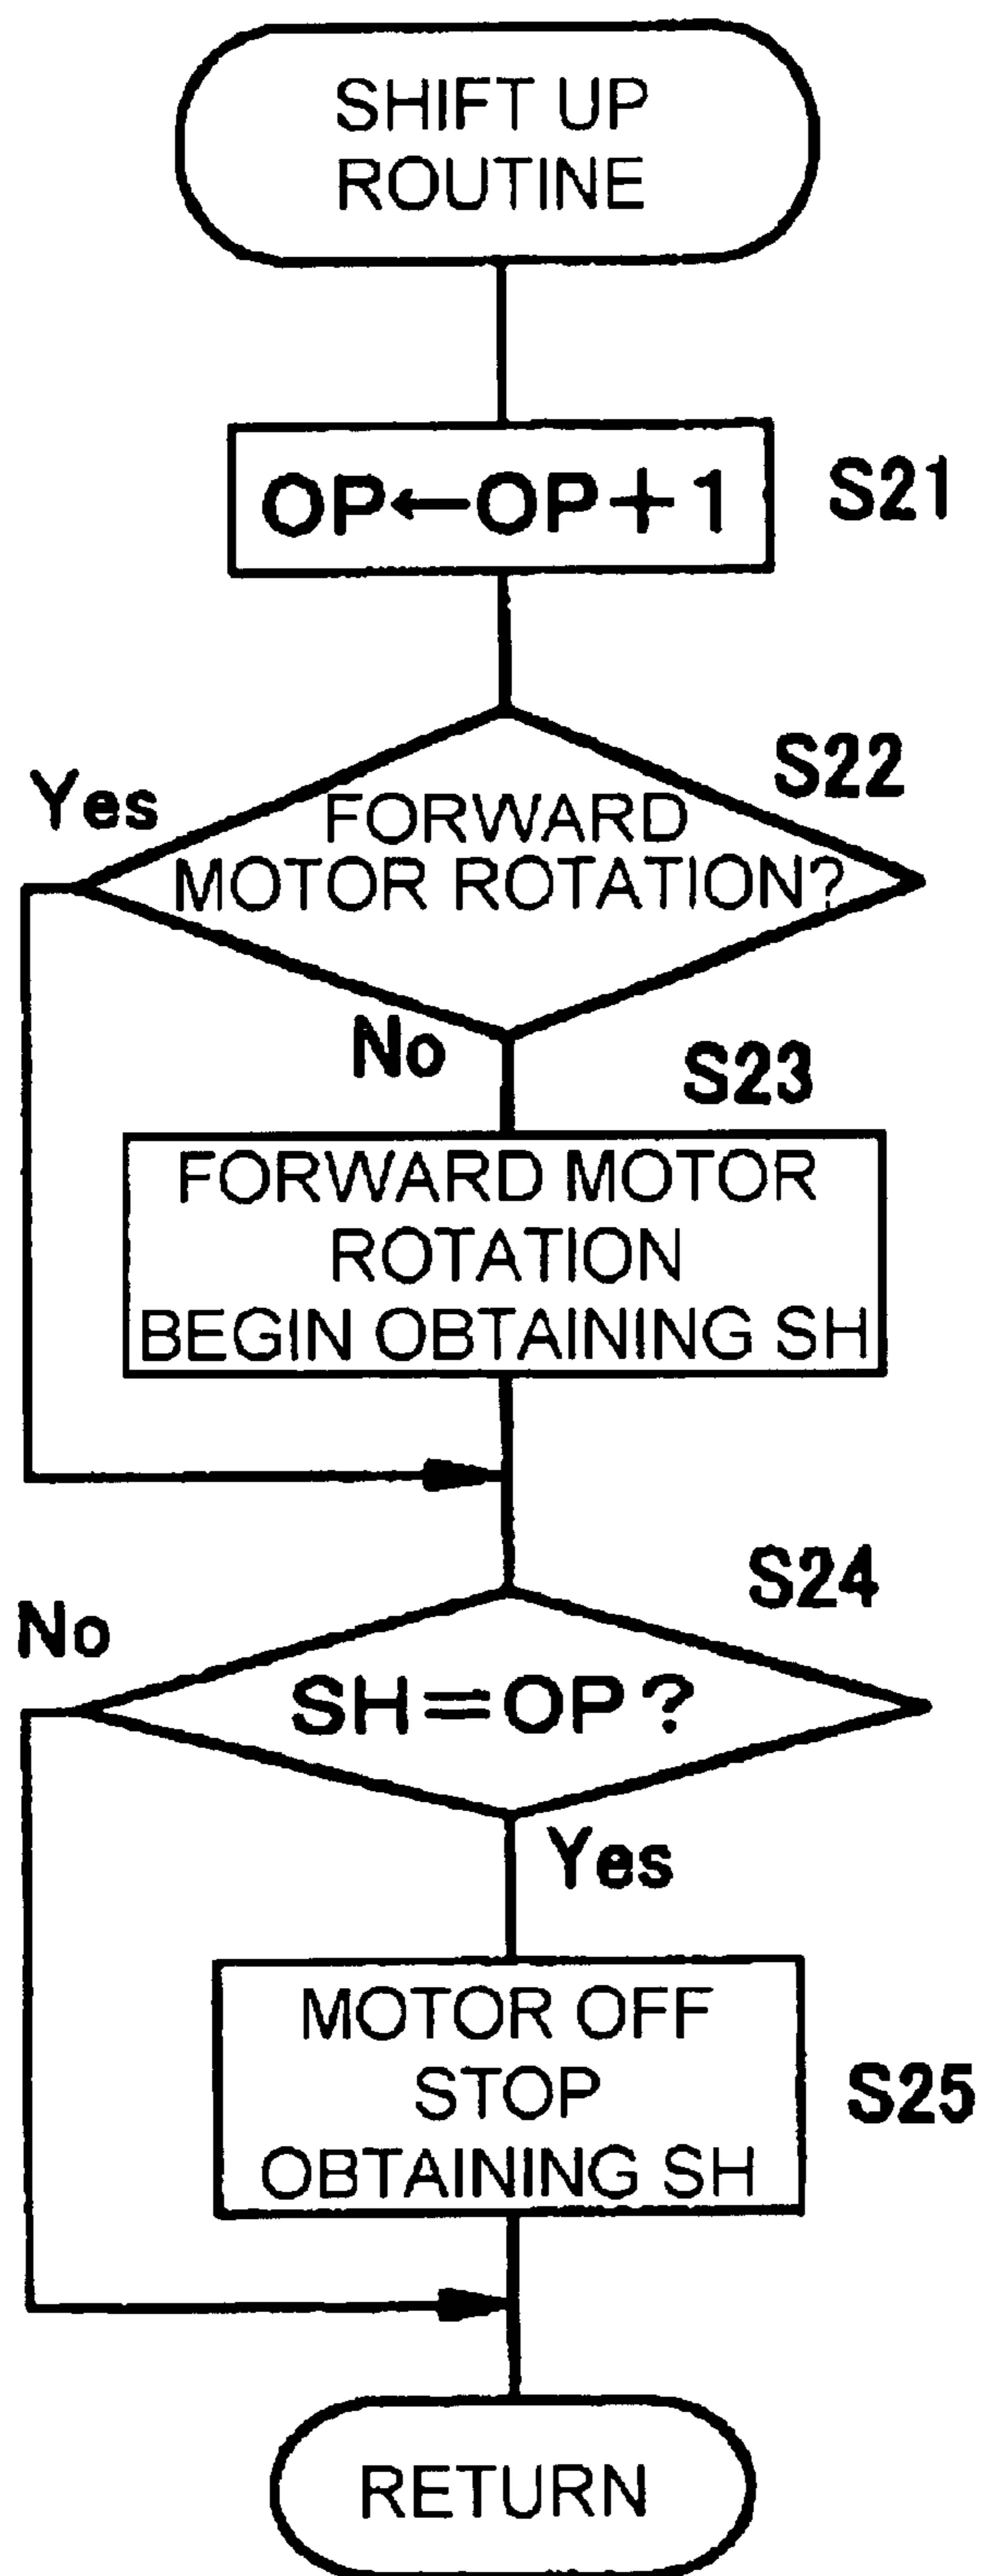 SHIFT UP
ROUTINE
OP←OP+1
S21
S22
Yes
FORWARD
MOTOR ROTATION?
No
S23
FORWARD MOTOR
ROTATION
BEGIN OBTAINING SH
S24
No
SH=OP?
Yes
MOTOR OFF
STOP
OBTAINING SH
S25
RETURN